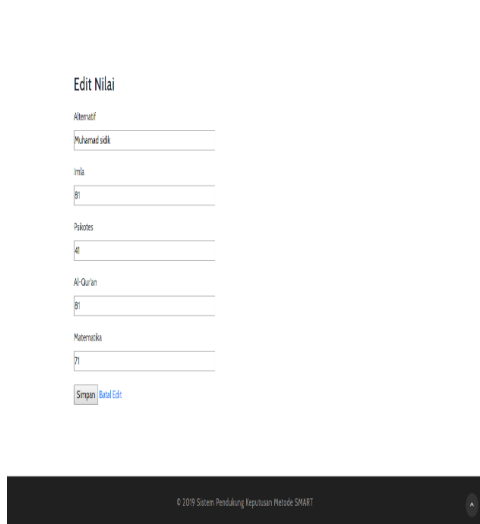 Edit Nilai
Alternatif
Muhamad sidik
Imla
81
Psikotes
41
Al-Qur'an
81
Matematika
71
Simpan Batal Edit
© 2019 Sistem Pendukung Keputusan Metode SMART